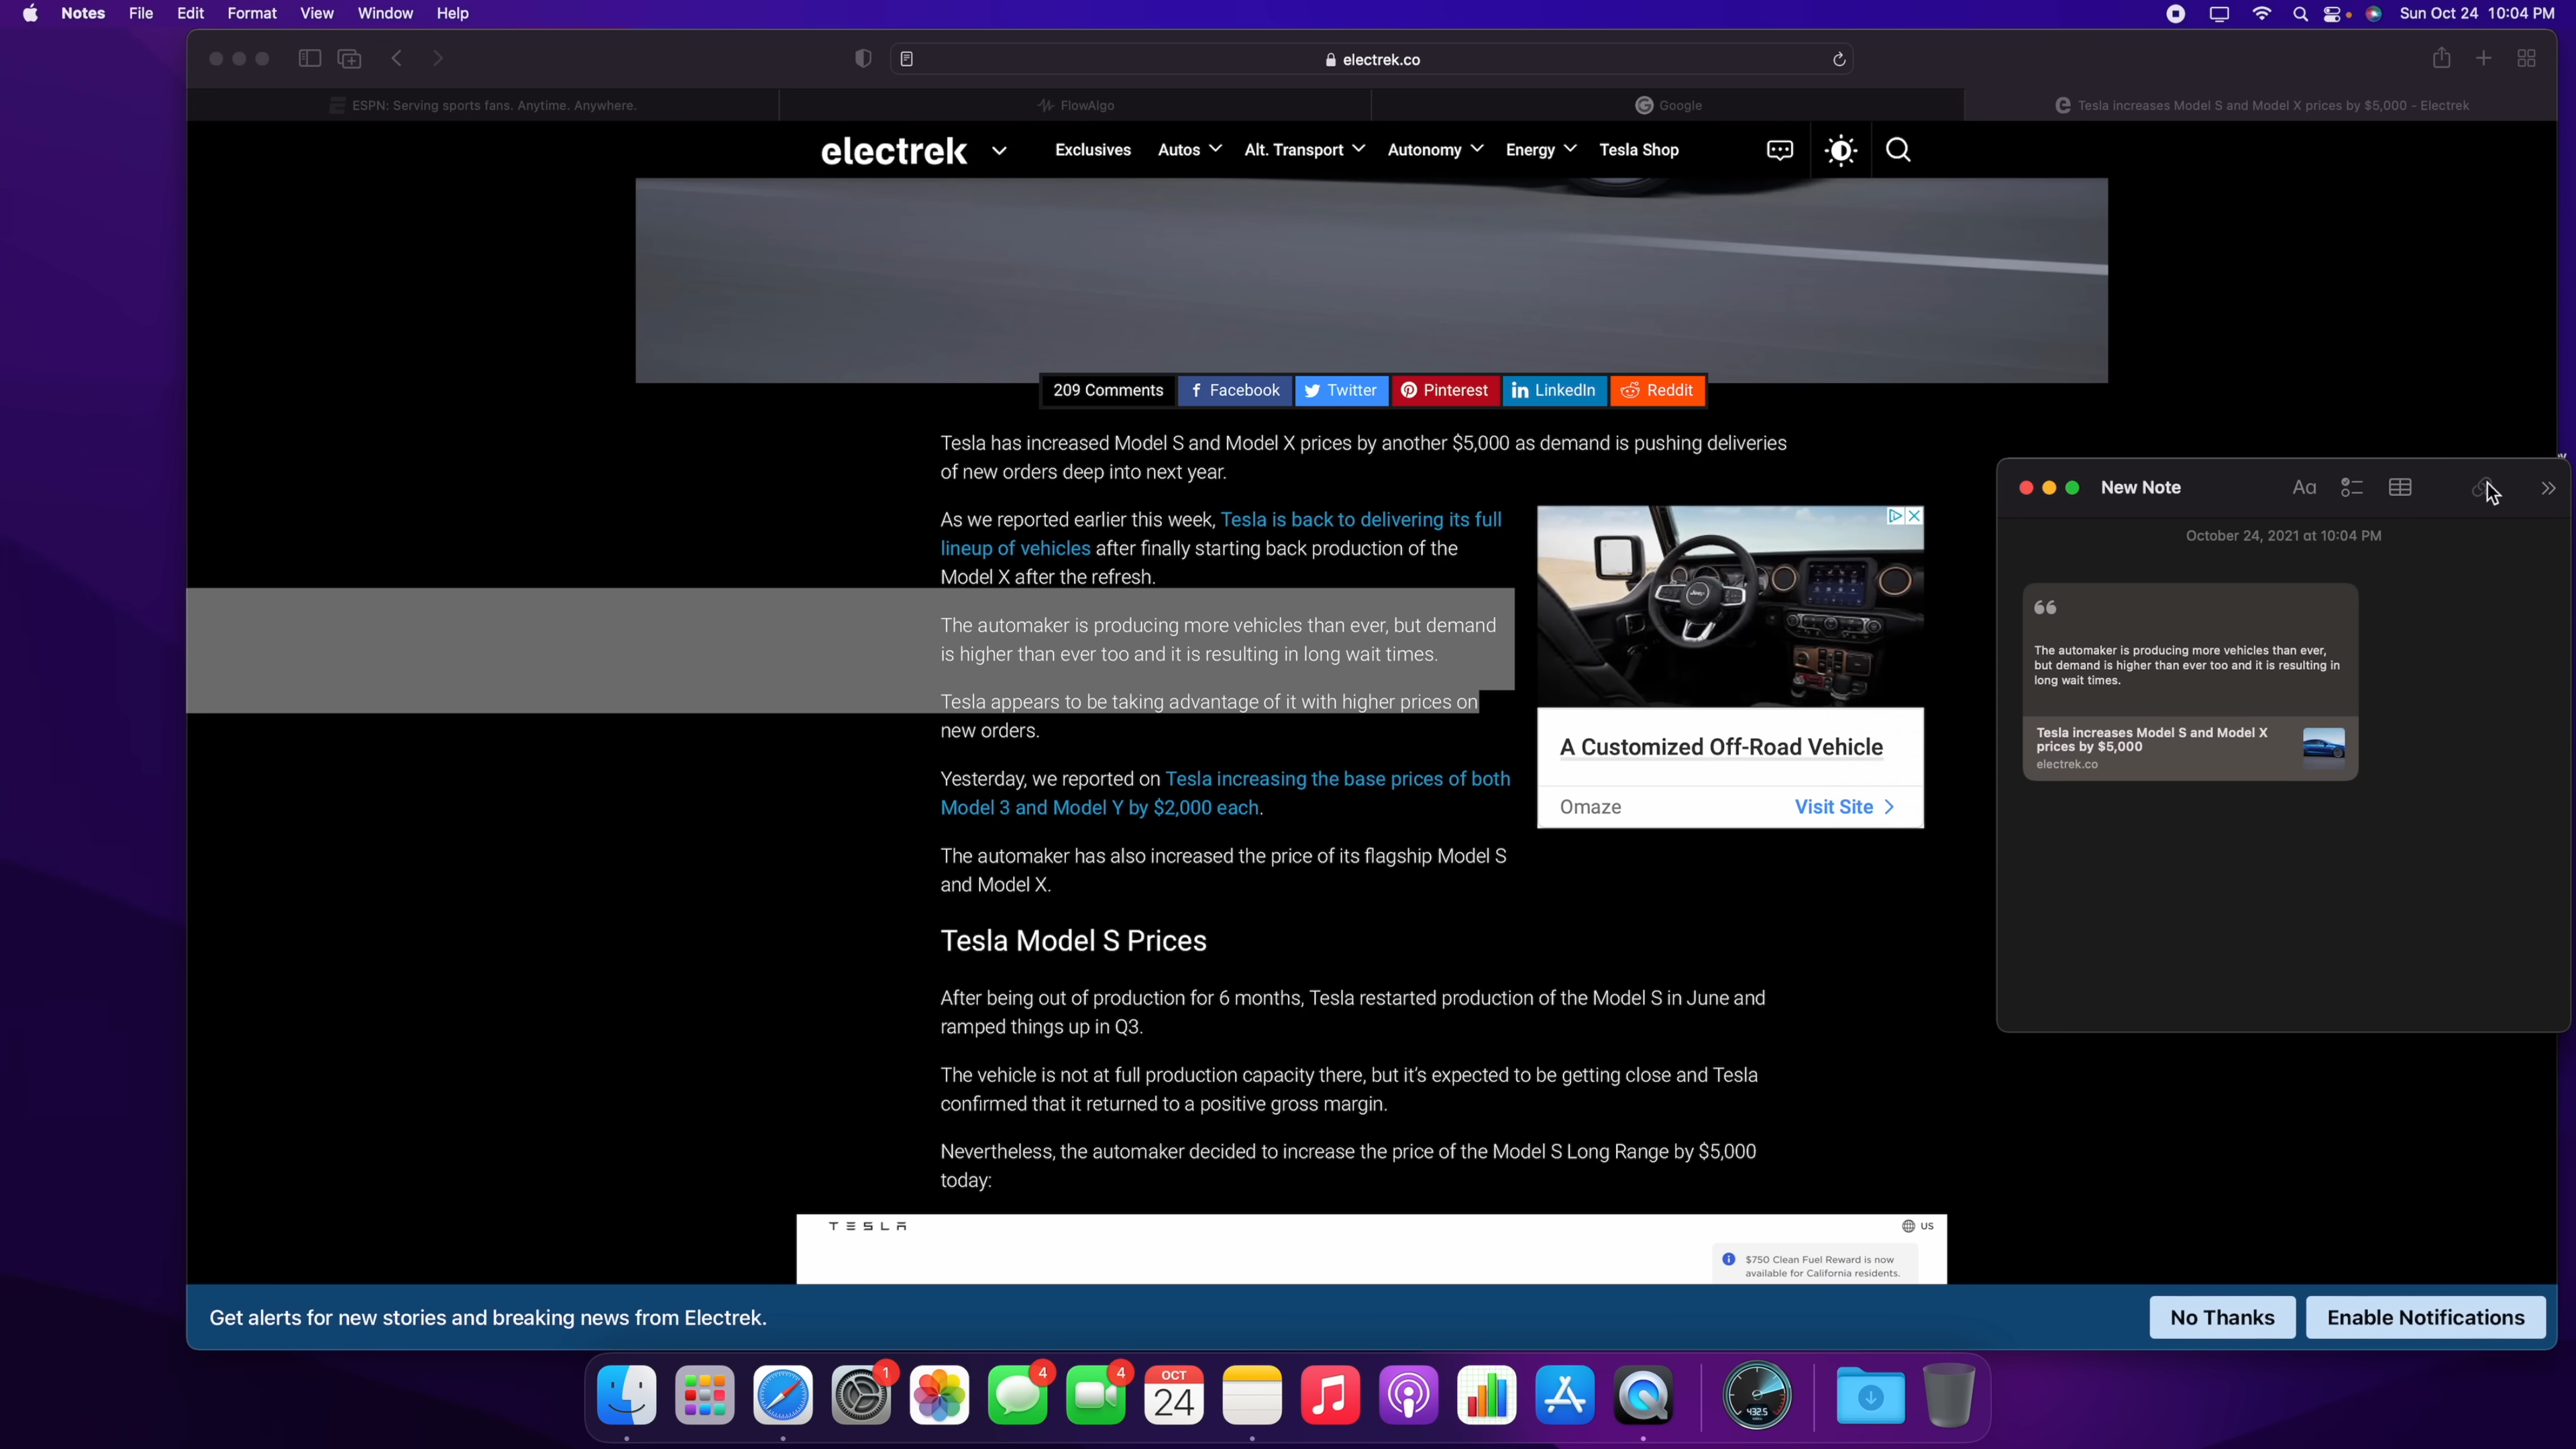 Notes File Edit Format View Window Help
Sun Oct 24 10:04 PM
electrek.co
ESPN: Serving sports fans. Anytime. Anywhere.
FlowAlgo
Google
Tesla increases Model S and Model X prices by $5,000 - Electrek
electrek
Exclusives Autos Alt. Transport Autonomy Energy Tesla Shop
209 Comments Facebook Twitter Pinterest LinkedIn Reddit
Tesla has increased Model S and Model X prices by another $5,000 as demand is pushing deliveries
of new orders deep into next year.
As we reported earlier this week, Tesla is back to delivering its full
lineup of vehicles after finally starting back production of the
Model X after the refresh.
The automaker is producing more vehicles than ever, but demand
is higher than ever too and it is resulting in long wait times.
Tesla appears to be taking advantage of it with higher prices on
new orders.
Yesterday, we reported on Tesla increasing the base prices of both
Model 3 and Model Y by $2,000 each.
The automaker has also increased the price of its flagship Model S
and Model X.
Jeep
A Customized Off-Road Vehicle
Omaze
Visit Site
Tesla Model S Prices
After being out of production for 6 months, Tesla restarted production of the Model S in June and
ramped things up in Q3.
The vehicle is not at full production capacity there, but it's expected to be getting close and Tesla
confirmed that it returned to a positive gross margin.
Nevertheless, the automaker decided to increase the price of the Model S Long Range by $5,000
today:
TESLA
US
$750 Clean Fuel Reward is now
available for California residents.
New Note
Aa
October 24, 2021 at 10:04 PM
The automaker is producing more vehicles than ever,
but demand is higher than ever too and it is resulting in
long wait times.
Tesla increases Model S and Model X
prices by $5,000
electrek.co
Get alerts for new stories and breaking news from Electrek.
No Thanks
Enable Notifications
1
4
4
OCT
24
432.5